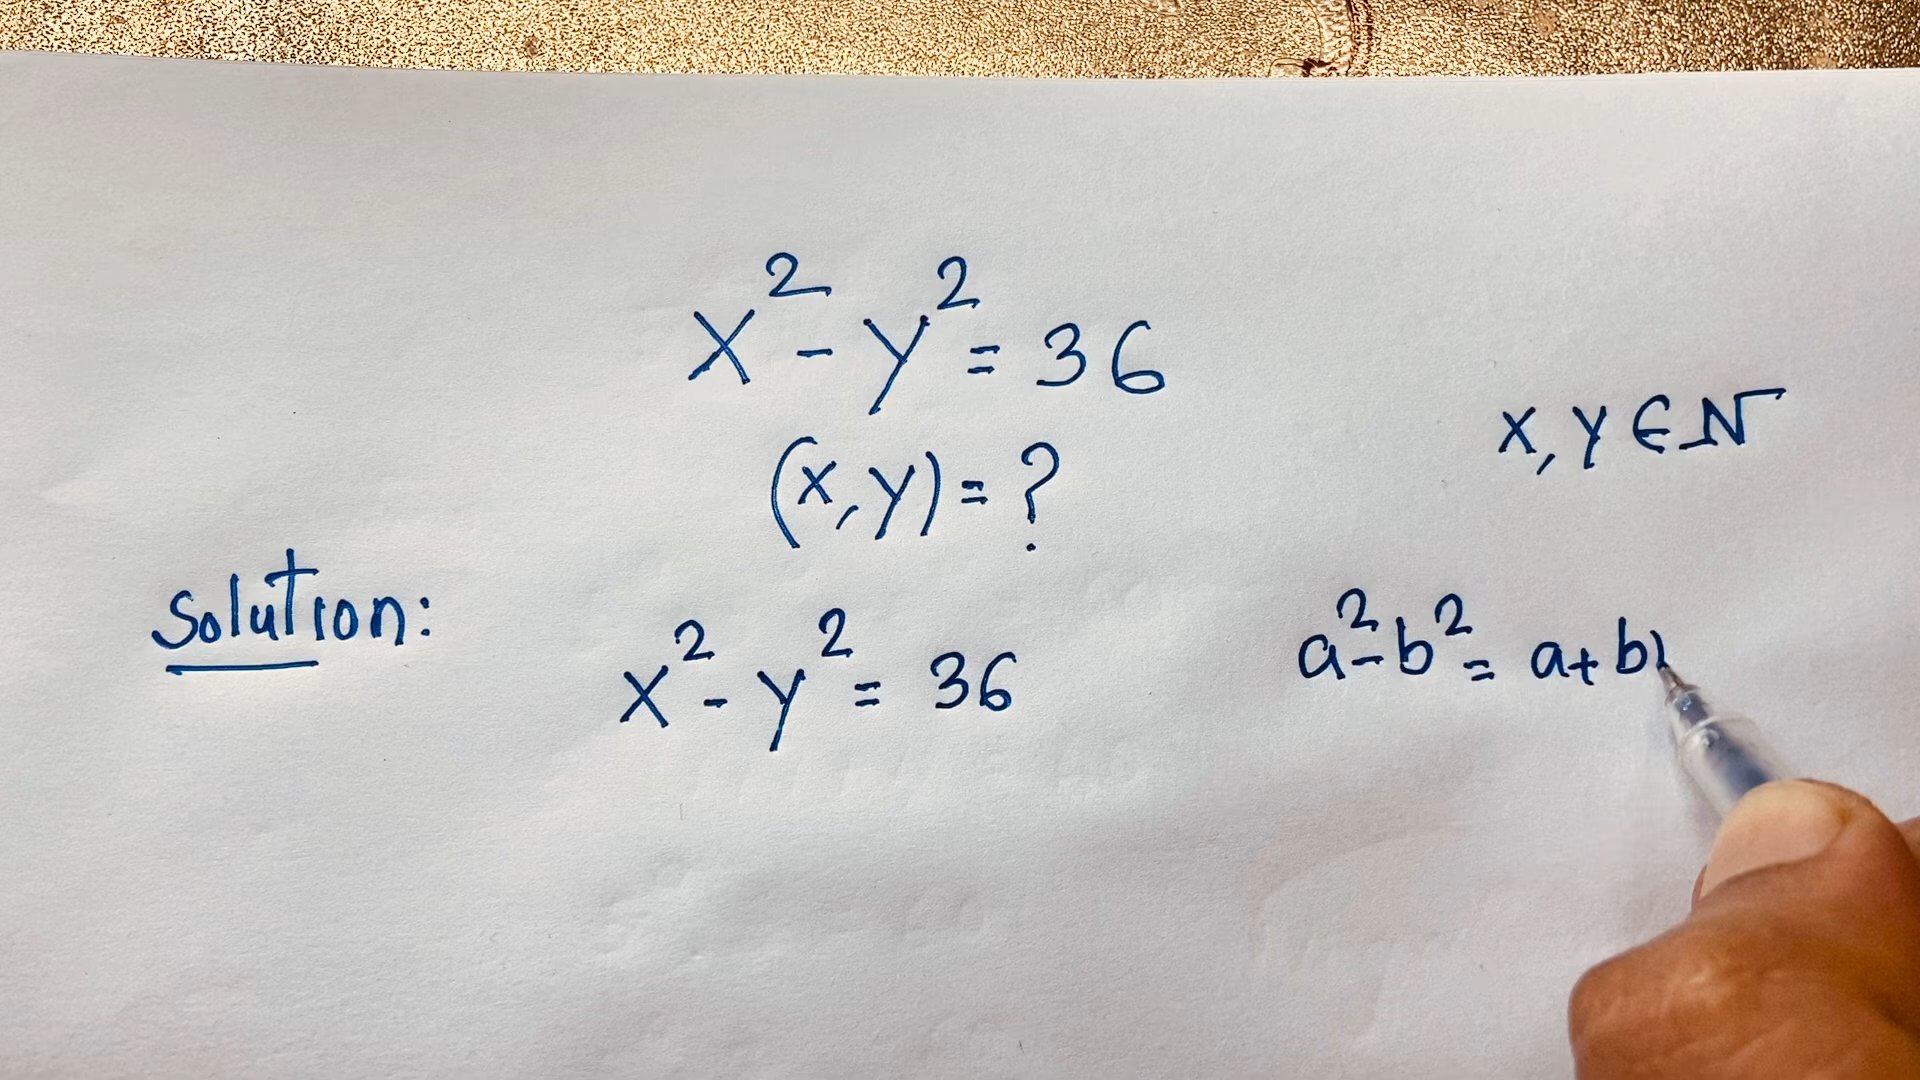 x² - y² = 36
x, y ∈ N
(x, y) = ?
Solution:
x² - y² = 36
a² - b² = a + b)